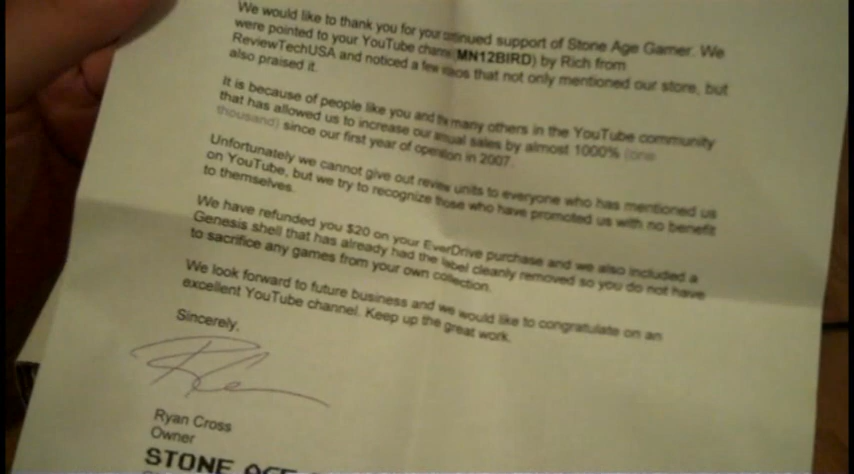 We would like to thank you for your continued support of Stone Age Gamer. We
were pointed to your YouTube channel (MN12BIRD) by Rich from
ReviewTechUSA and noticed a few videos that not only mentioned our store, but
also praised it.
It is because of people like you and the many others in the YouTube community
that has allowed us to increase our annual sales by almost 1000% (one
thousand) since our first year of operation in 2007.
Unfortunately we cannot give out review units to everyone who has mentioned us
on YouTube, but we try to recognize those who have promoted us with no benefit
to themselves.
We have refunded you $20 on your EverDrive purchase and we also included a
Genesis shell that has already had the label cleanly removed so you do not have
to sacrifice any games from your own collection.
We look forward to future business and we would like to congratulate on an
excellent YouTube channel. Keep up the great work.
Sincerely,
Ryan Cross
Owner
STONE AGE